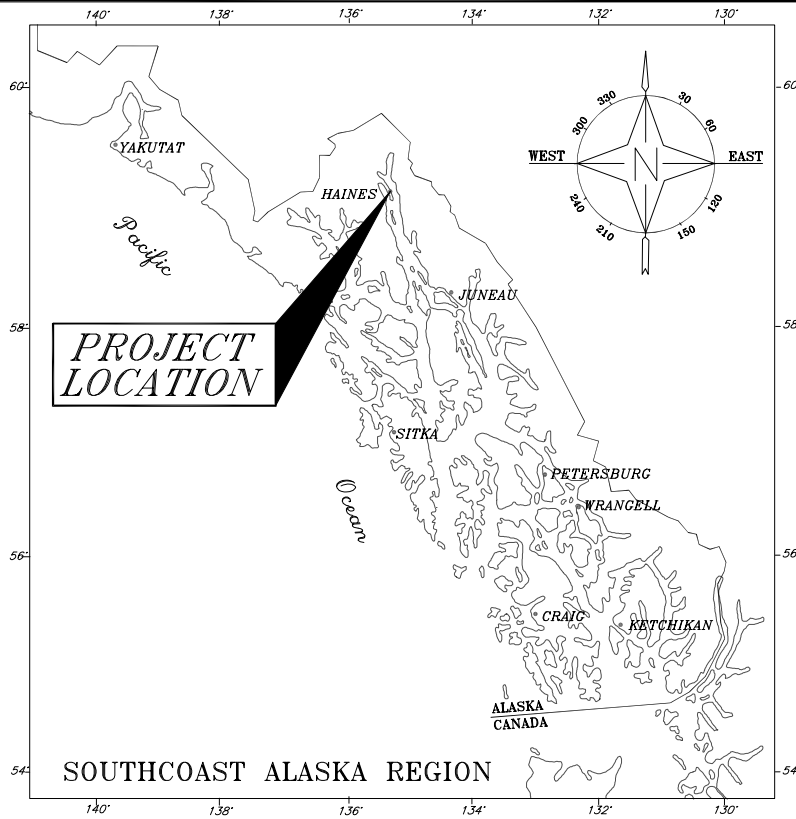 140° 138° 136° 134° 132° 130°
60° 60
330 30
300 60
WEST N EAST
240 120
210 150
YAKUTAT
HAINES
Pacific
JUNEAU
58° 58
PROJECT
LOCATION
SITKA
PETERSBURG
WRANGELL
Ocean
56° 56
CRAIG
KETCHIKAN
ALASKA
CANADA
SOUTHCOAST ALASKA REGION
54° 54
140° 138° 136° 134° 132° 130°